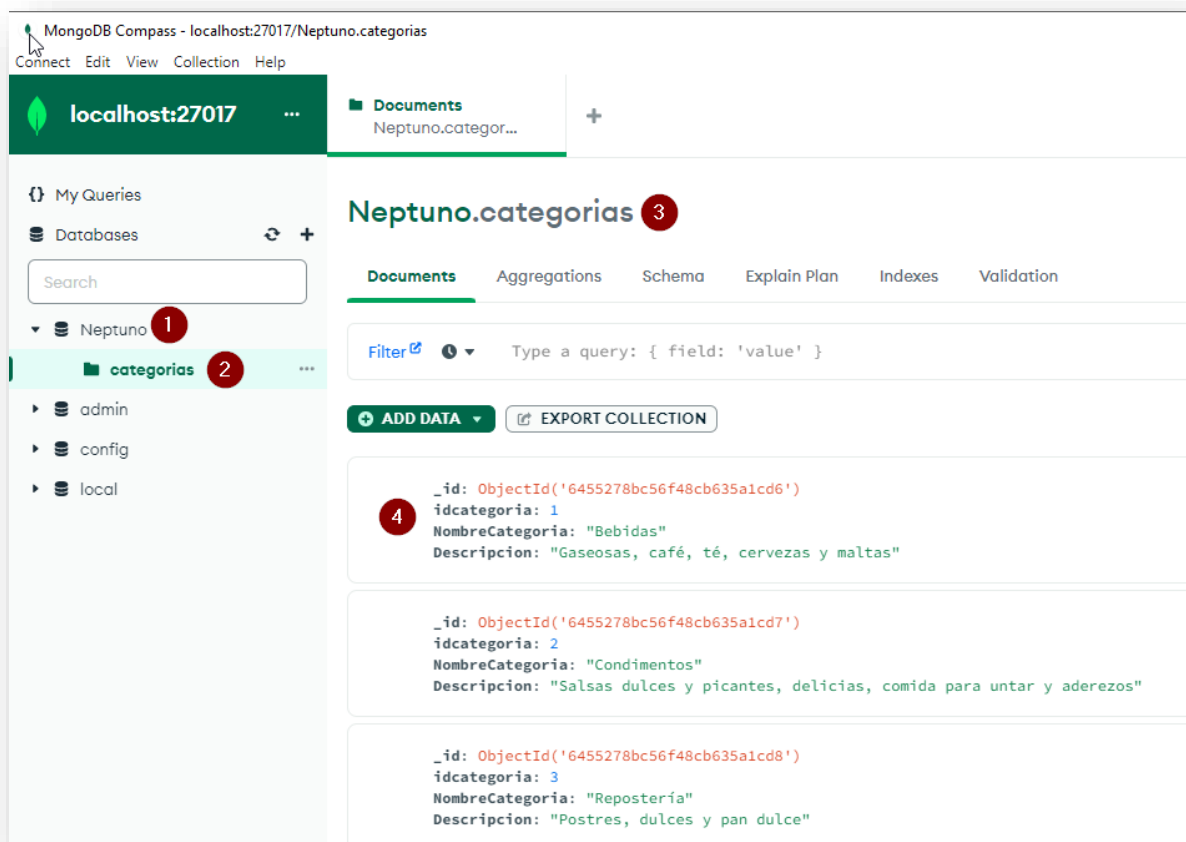 MongoDB Compass - localhost:27017/Neptuno.categorias
Connect Edit View Collection Help
localhost:27017 ...
Documents
Neptuno.categor...
+
{} My Queries
Databases
+
Search
Neptuno 1
categorias 2 ...
admin
config
local
Neptuno.categorias 3
Documents Aggregations Schema Explain Plan Indexes Validation
Filter Type a query: { field: 'value' }
ADD DATA EXPORT COLLECTION
4
_id: ObjectId('6455278bc56f48cb635a1cd6')
idcategoria: 1
NombreCategoria: "Bebidas"
Descripcion: "Gaseosas, café, té, cervezas y maltas"
_id: ObjectId('6455278bc56f48cb635a1cd7')
idcategoria: 2
NombreCategoria: "Condimentos"
Descripcion: "Salsas dulces y picantes, delicias, comida para untar y aderezos"
_id: ObjectId('6455278bc56f48cb635a1cd8')
idcategoria: 3
NombreCategoria: "Repostería"
Descripcion: "Postres, dulces y pan dulce"